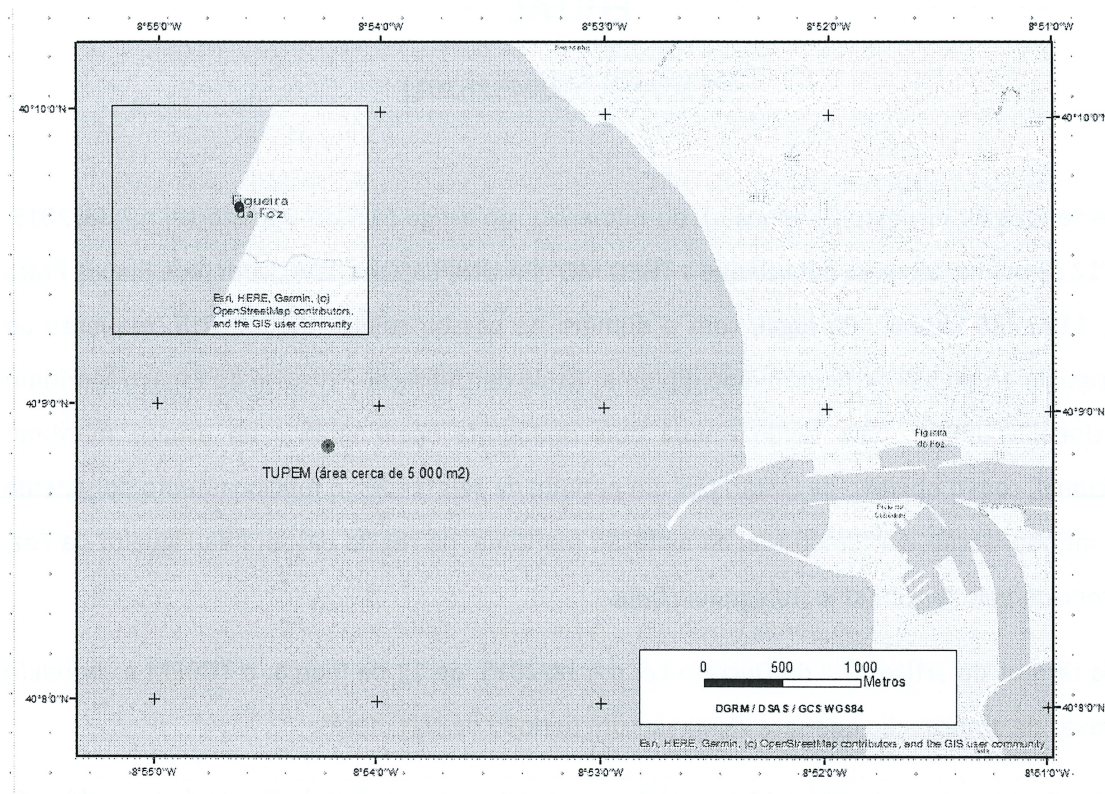 8°55'0"W 8°54'0"W 8°53'0"W 8°52'0"W 8°51'0"W
40°10'0"N 40°10'0"N
Figueira
da Foz
Esri, HERE, Garmin, (c)
OpenStreetMap contributors,
and the GIS user community
40°9'0"N 40°9'0"N
Figueira
da Foz
TUPEM (área cerca de 5 000 m2)
0 500 1 000
Metros
DGRM / DSAS / GCS WGS84
40°8'0"N 40°8'0"N
Esri, HERE, Garmin, (c) OpenStreetMap contributors, and the GIS user community
8°55'0"W 8°54'0"W 8°53'0"W 8°52'0"W 8°51'0"W